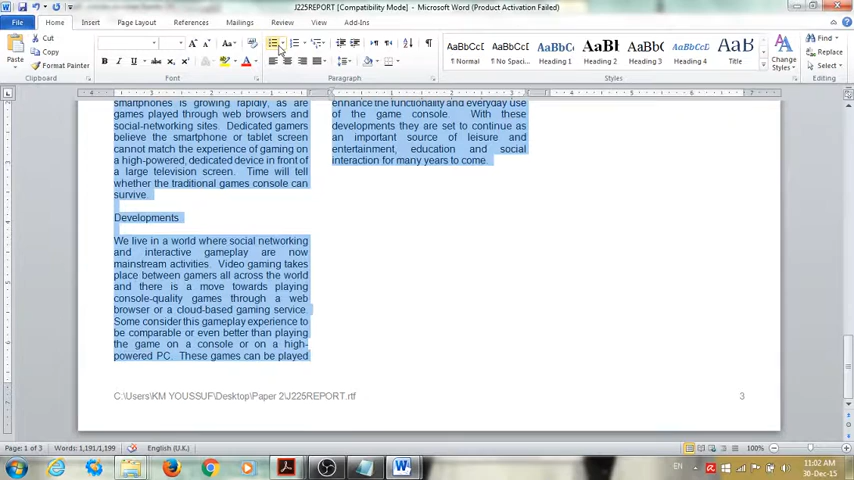 J225REPORT [Compatibility Mode] - Microsoft Word (Product Activation Failed)
File Home Insert Page Layout References Mailings Review View Add-Ins
Cut
Copy
Format Painter
Paste
Clipboard Font Paragraph Styles Editing
AaBbCcI AaBbCcI AaBbC AaBb AaBbCcI AaBbCcI AaBb
¶ Normal ¶ No Spaci... Heading 1 Heading 2 Heading 3 Heading 4 Title
Change Styles
Find
Replace
Select
smartphones is growing rapidly, as are
games played through web browsers and
social-networking sites. Dedicated gamers
believe the smartphone or tablet screen
cannot match the experience of gaming on
a high-powered, dedicated device in front of
a large television screen. Time will tell
whether the traditional games console can
survive.
Developments
We live in a world where social networking
and interactive gameplay are now
mainstream activities. Video gaming takes
place between gamers all across the world
and there is a move towards playing
console-quality games through a web
browser or a cloud-based gaming service.
Some consider this gameplay experience to
be comparable or even better than playing
the game on a console or on a high-
powered PC. These games can be played
enhance the functionality and everyday use
of the game console. With these
developments they are set to continue as
an important source of leisure and
entertainment, education and social
interaction for many years to come.
C:\Users\KM YOUSSUF\Desktop\Paper 2\J225REPORT.rtf 3
Page: 1 of 3 Words: 1,191/1,199 English (U.K.) 100%
EN 11:02 AM
30-Dec-15